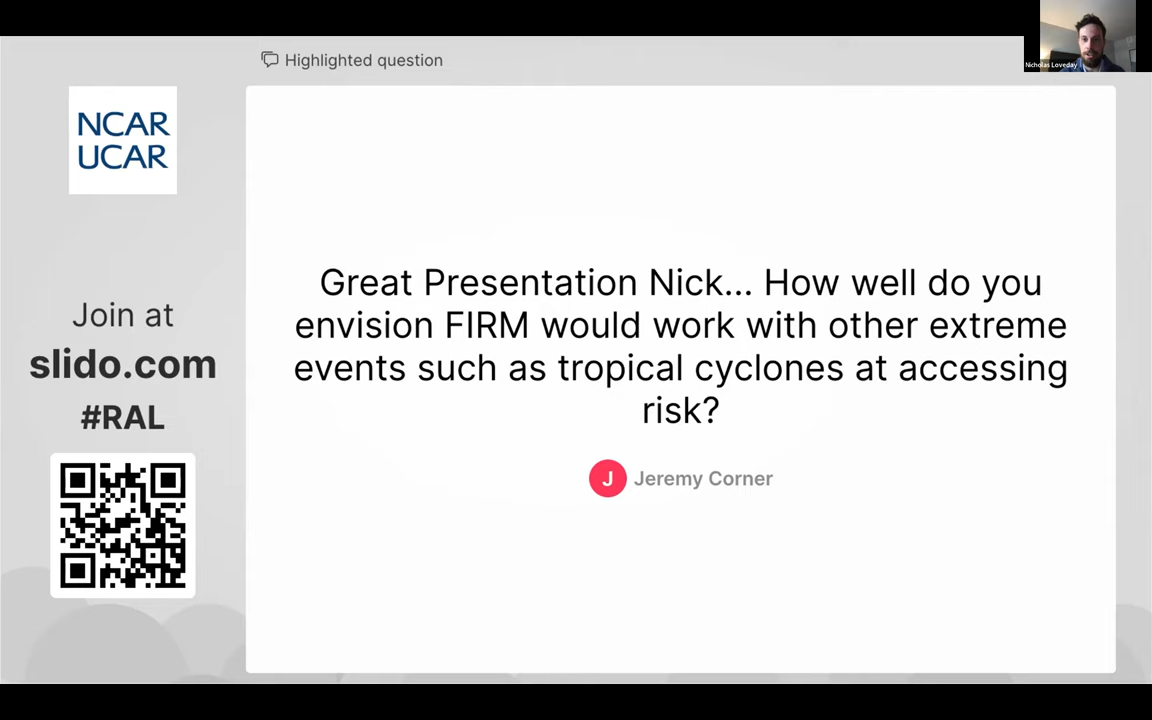 Nicholas Loveday
Highlighted question
NCAR
UCAR
Join at
slido.com
#RAL
Great Presentation Nick... How well do you
envision FIRM would work with other extreme
events such as tropical cyclones at accessing
risk?
J Jeremy Corner